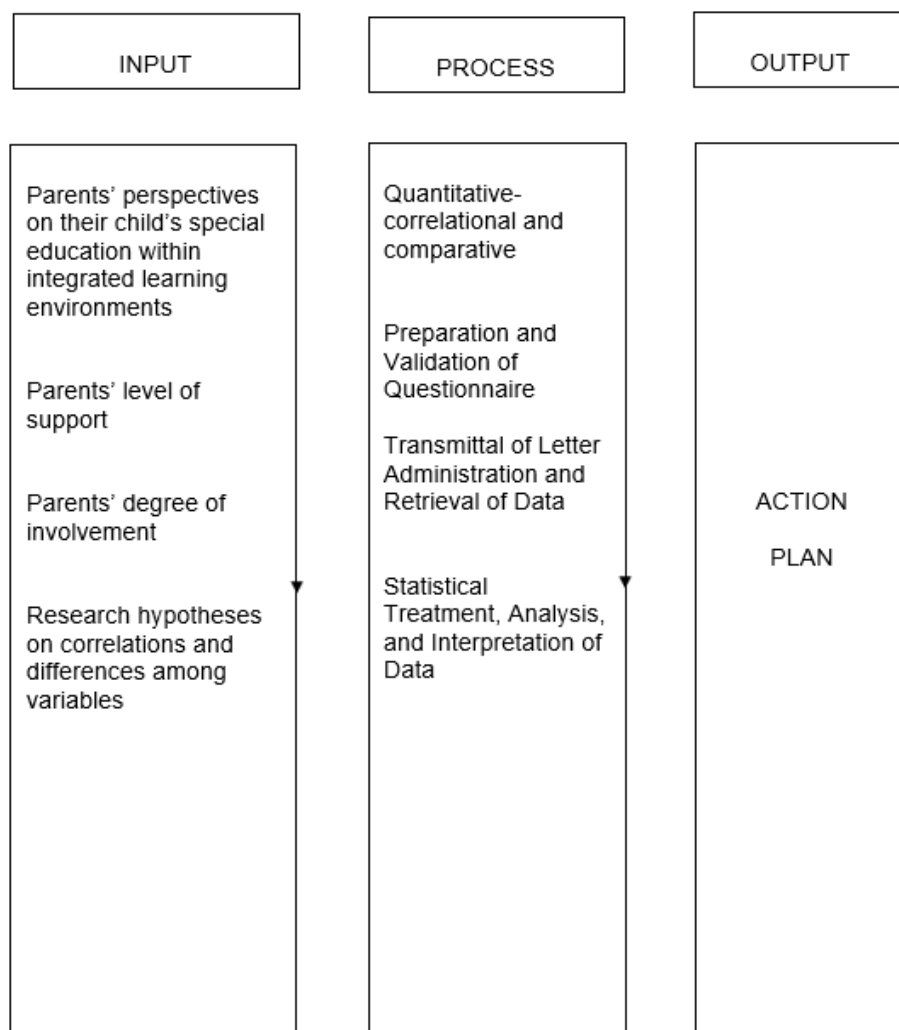 INPUT
PROCESS
OUTPUT
Parents’ perspectives
on their child’s special
education within
integrated learning
environments
Parents’ level of
support
Parents’ degree of
involvement
Research hypotheses
on correlations and
differences among
variables
Quantitative-
correlational and
comparative
Preparation and
Validation of
Questionnaire
Transmittal of Letter
Administration and
Retrieval of Data
Statistical
Treatment, Analysis,
and Interpretation of
Data
ACTION
PLAN